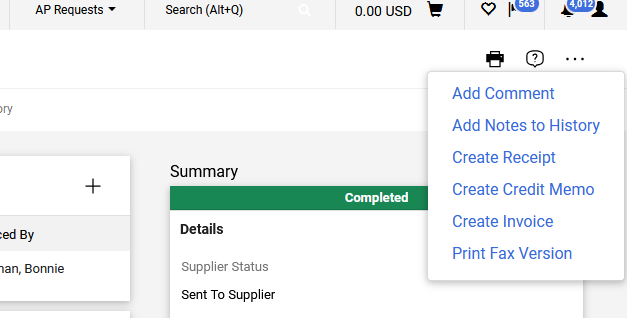 AP Requests
Search (Alt+Q)
0.00 USD
563
4,012
ory
Add Comment
Add Notes to History
Create Receipt
Create Credit Memo
Create Invoice
Print Fax Version
Summary
Completed
Details
ced By
Supplier Status
nan, Bonnie
Sent To Supplier